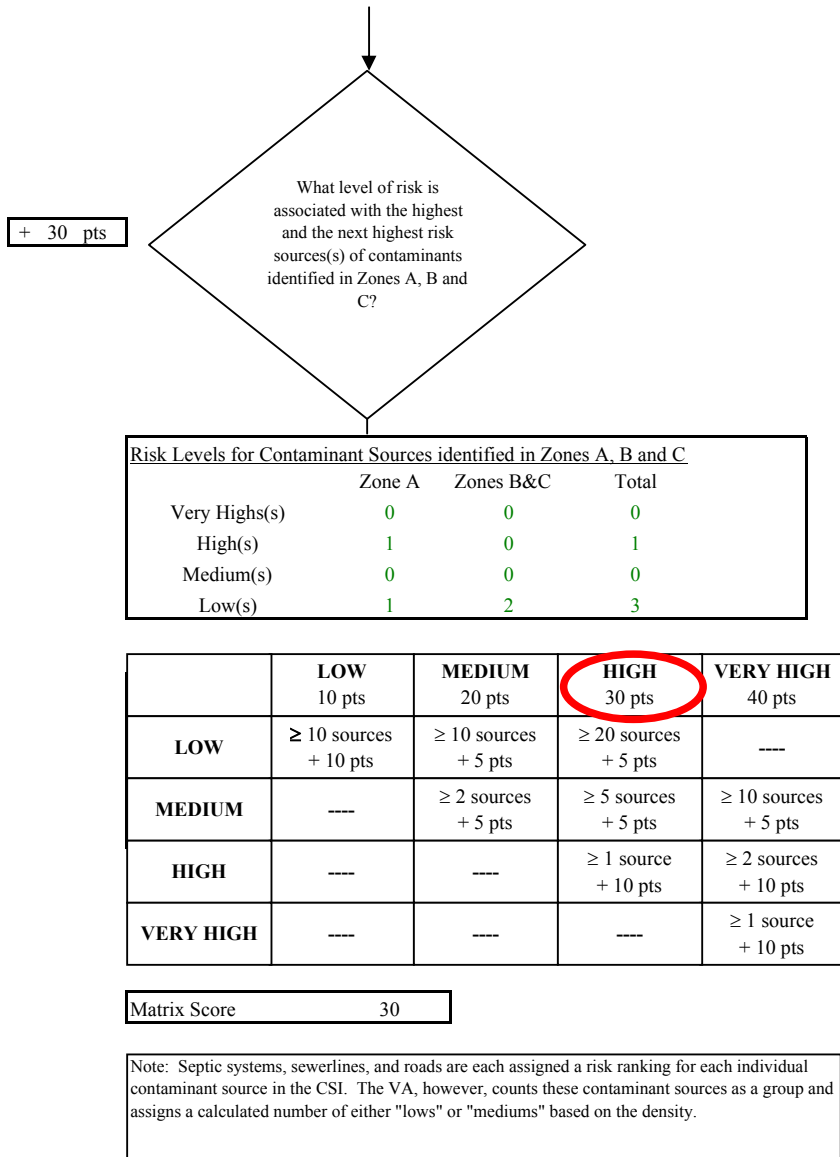 What level of risk is
associated with the highest
and the next highest risk
sources(s) of contaminants
identified in Zones A, B and
C?
+ 30 pts
Risk Levels for Contaminant Sources identified in Zones A, B and C
Zone A Zones B&C Total
Very Highs(s) 0 0 0
High(s) 1 0 1
Medium(s) 0 0 0
Low(s) 1 2 3
LOW MEDIUM HIGH VERY HIGH
10 pts 20 pts 30 pts 40 pts
LOW ≥ 10 sources ≥ 10 sources ≥ 20 sources ----
+ 10 pts + 5 pts + 5 pts
MEDIUM ---- ≥ 2 sources ≥ 5 sources ≥ 10 sources
+ 5 pts + 5 pts + 5 pts
HIGH ---- ---- ≥ 1 source ≥ 2 sources
+ 10 pts + 10 pts
VERY HIGH ---- ---- ---- ≥ 1 source
+ 10 pts
Matrix Score 30
Note: Septic systems, sewerlines, and roads are each assigned a risk ranking for each individual
contaminant source in the CSI. The VA, however, counts these contaminant sources as a group and
assigns a calculated number of either "lows" or "mediums" based on the density.